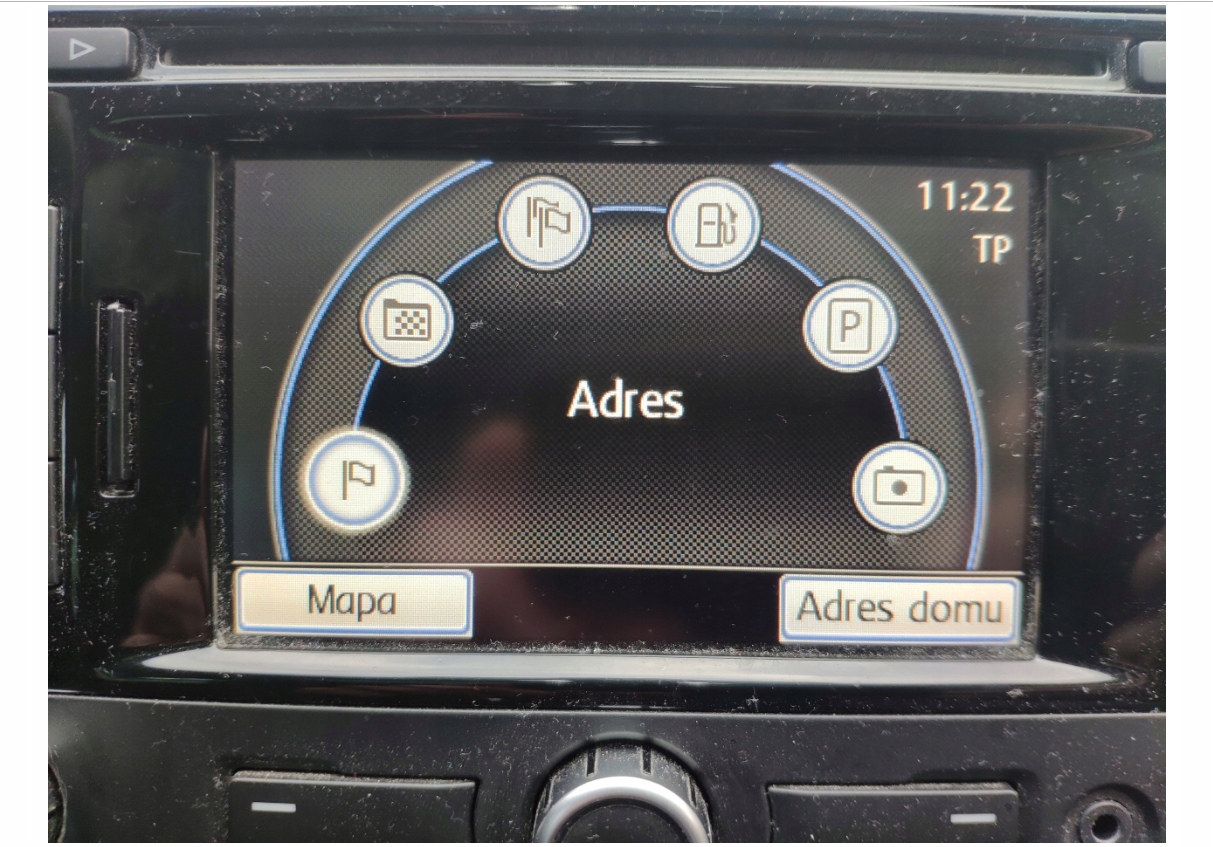 11:22
TP
P
Adres
Mapa
Adres domu